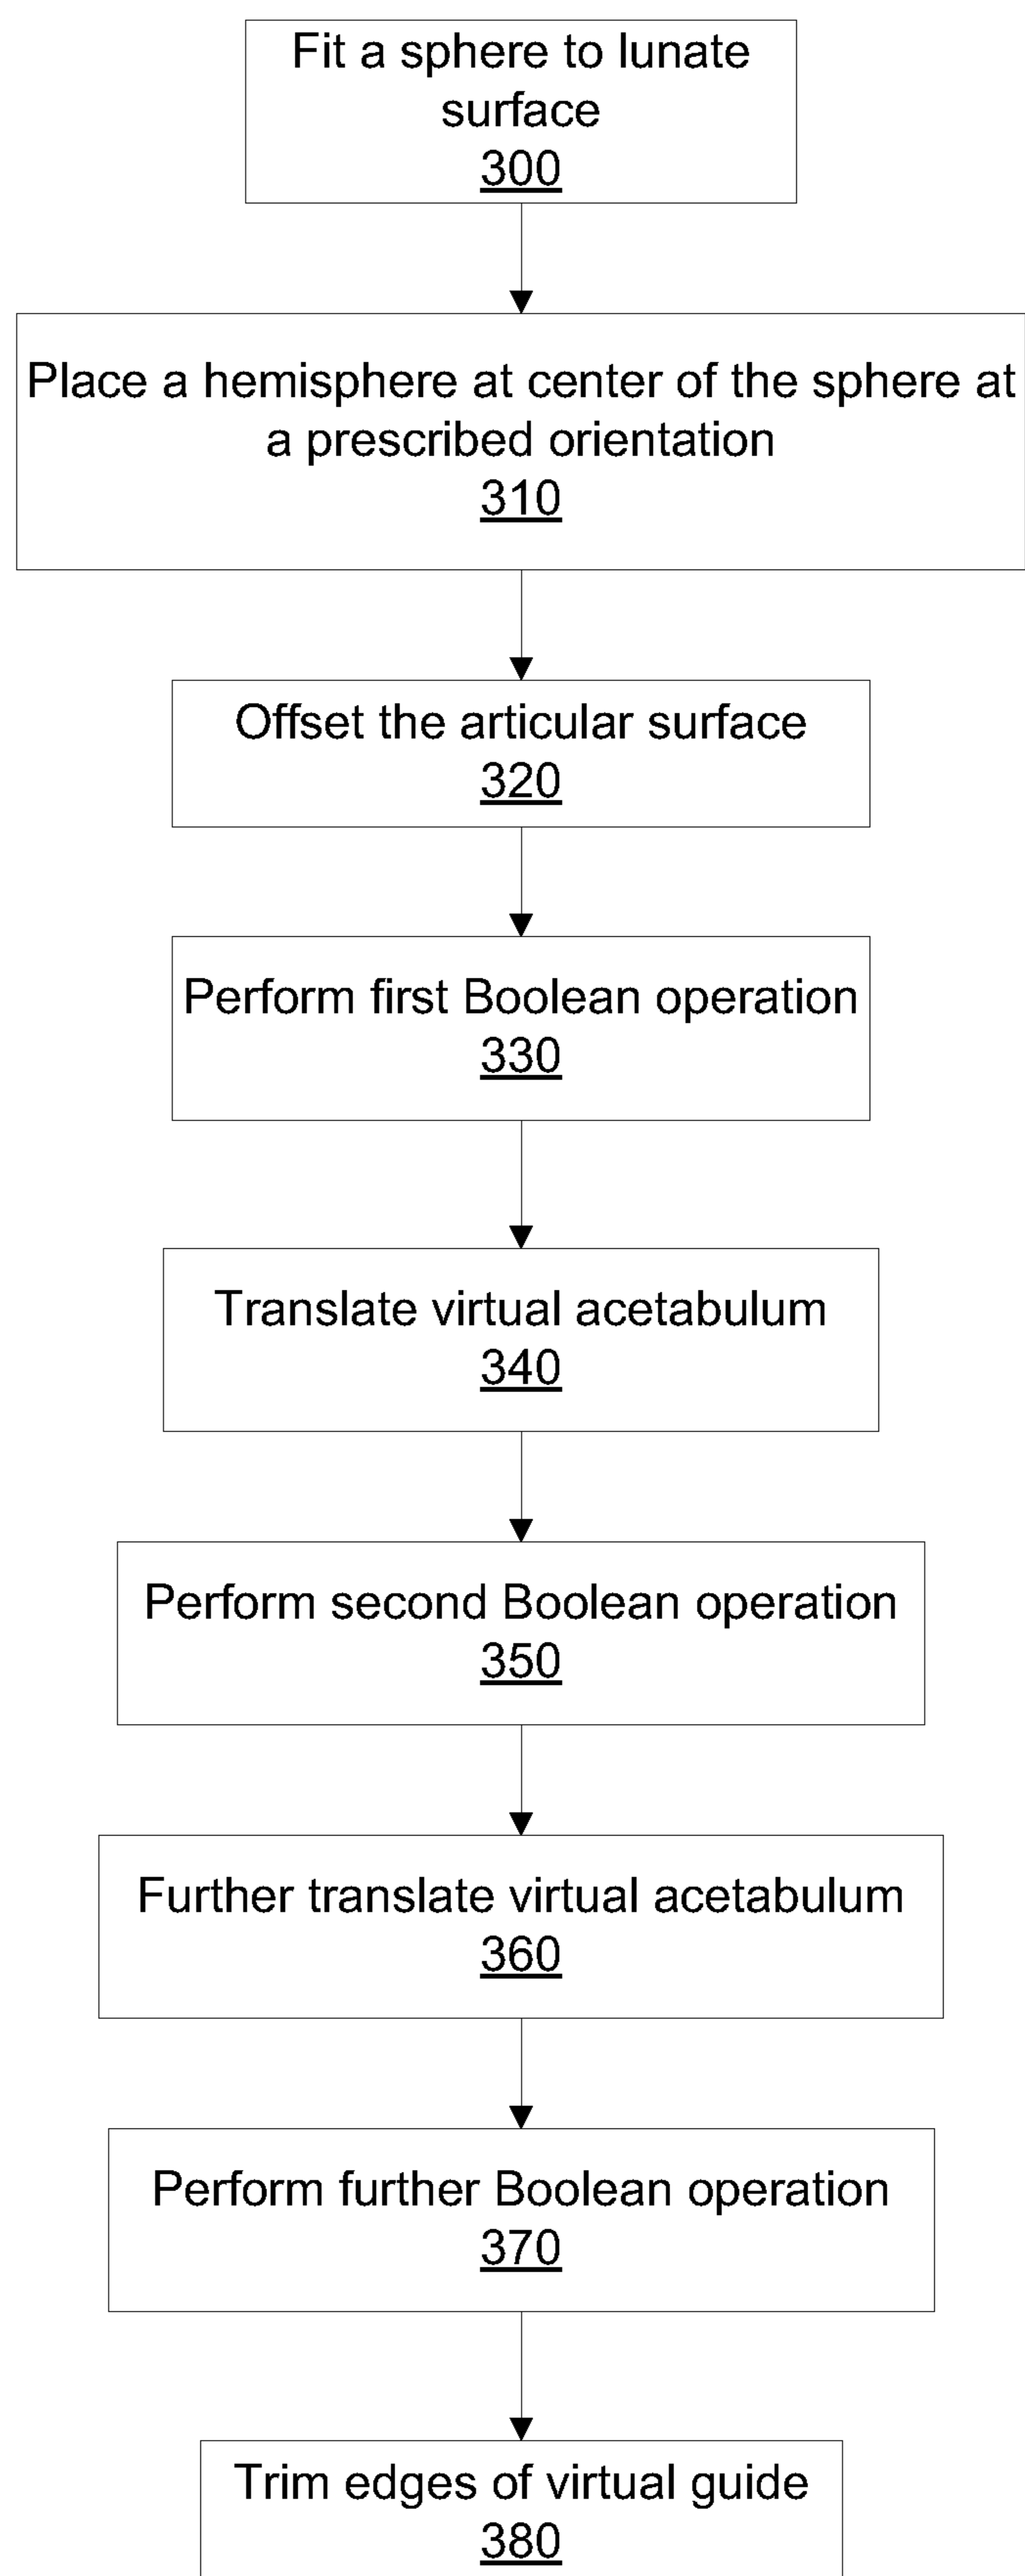 Fit a sphere to lunate
surface
300
Place a hemisphere at center of the sphere at
a prescribed orientation
310
Offset the articular surface
320
Perform first Boolean operation
330
Translate virtual acetabulum
340
Perform second Boolean operation
350
Further translate virtual acetabulum
360
Perform further Boolean operation
370
Trim edges of virtual guide
380